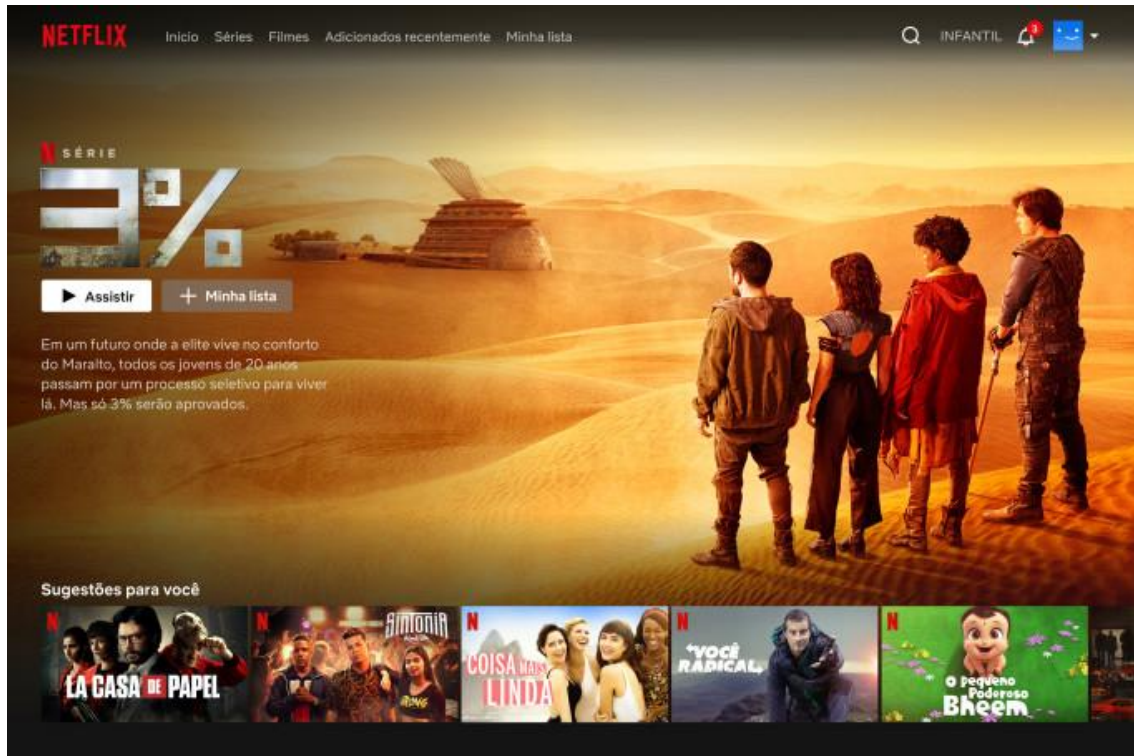 NETFLIX
Início Séries Filmes Adicionados recentemente Minha lista
INFANTIL 3
N SÉRIE
3%
Assistir
Minha lista
Em um futuro onde a elite vive no conforto
do Maralto, todos os jovens de 20 anos
passam por um processo seletivo para viver
lá. Mas só 3% serão aprovados.
Sugestões para você
N
LA CASA DE PAPEL
N
SINTONIA
N
COISA MAIS
LINDA
N
VOCÊ
RADICAL
N
O Pequeno
Poderoso
Bheem